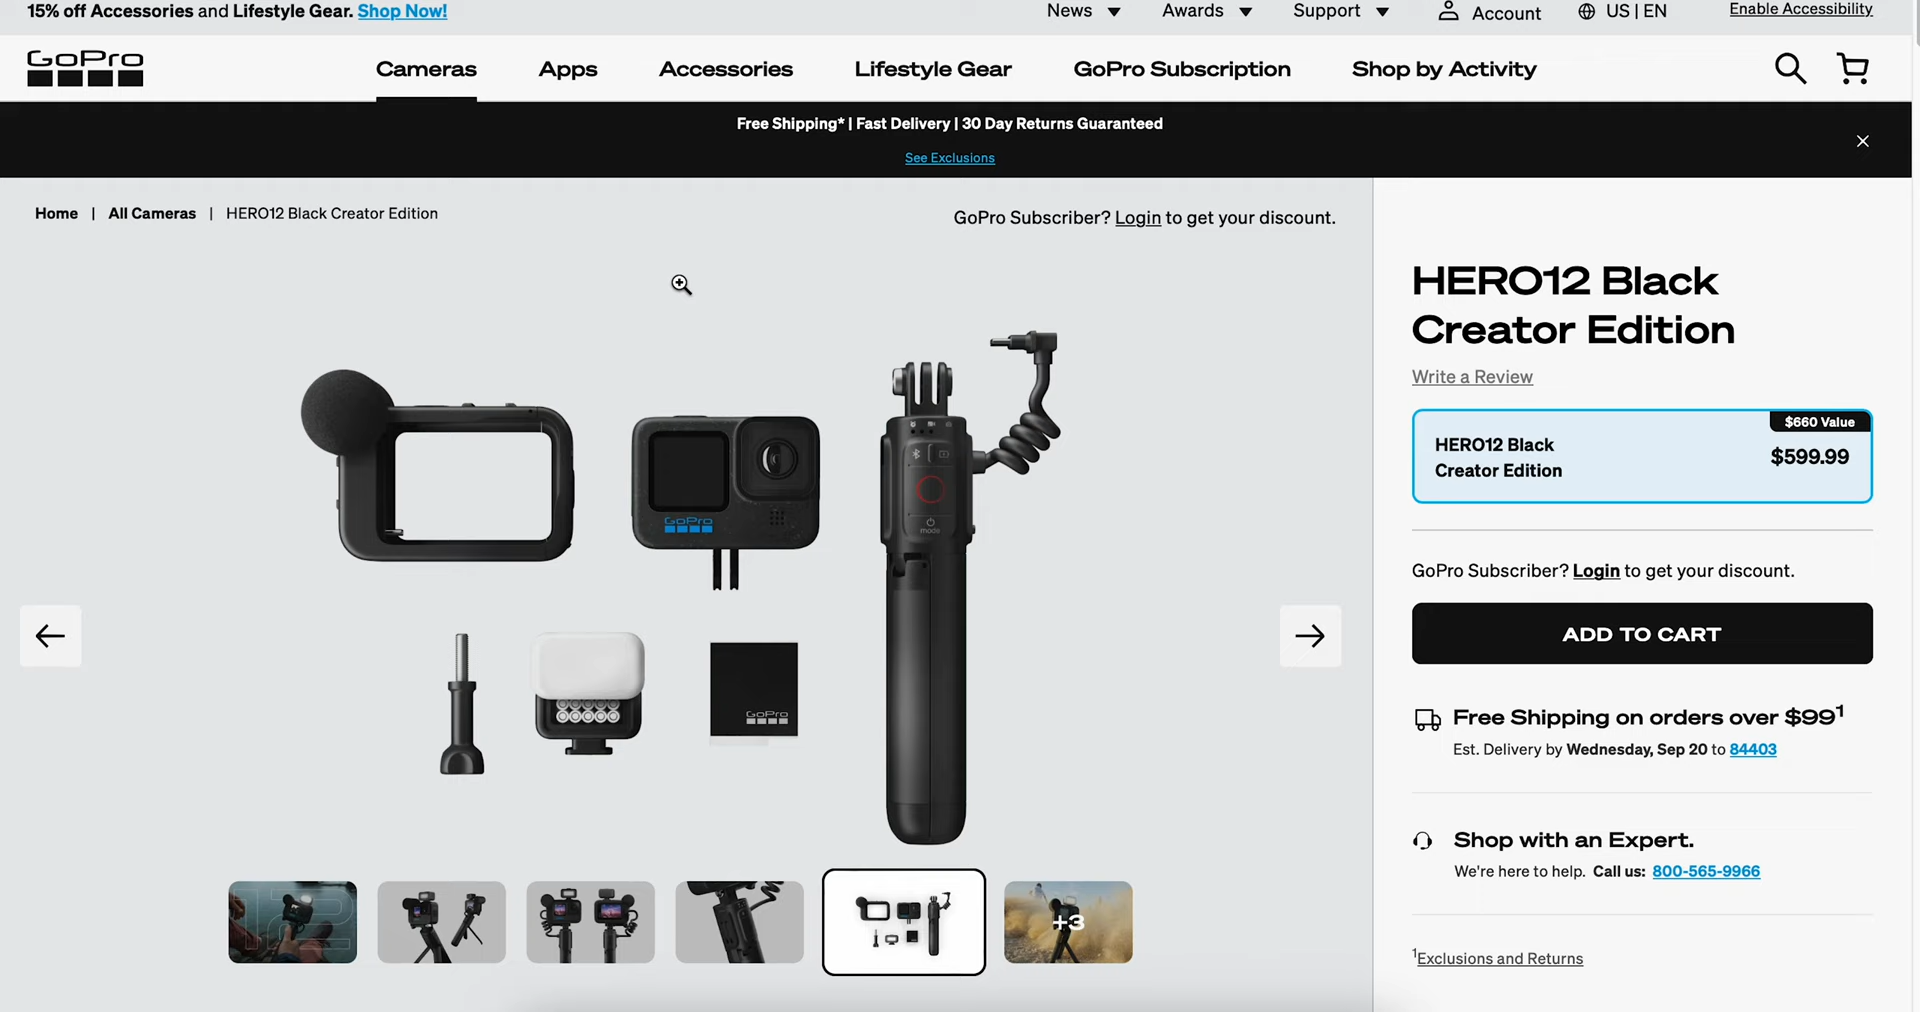 15% off Accessories and Lifestyle Gear. Shop Now!
News
Awards
Support
Account
US | EN
Enable Accessibility
GoPro
Cameras
Apps
Accessories
Lifestyle Gear
GoPro Subscription
Shop by Activity
Free Shipping* | Fast Delivery | 30 Day Returns Guaranteed
See Exclusions
Home | All Cameras | HERO12 Black Creator Edition
GoPro Subscriber? Login to get your discount.
GoPro
mode
GoPro
12
+3
HERO12 Black
Creator Edition
Write a Review
$660 Value
HERO12 Black
Creator Edition
$599.99
GoPro Subscriber? Login to get your discount.
ADD TO CART
Free Shipping on orders over $99¹
Est. Delivery by Wednesday, Sep 20 to 84403
Shop with an Expert.
We're here to help. Call us: 800-565-9966
¹Exclusions and Returns